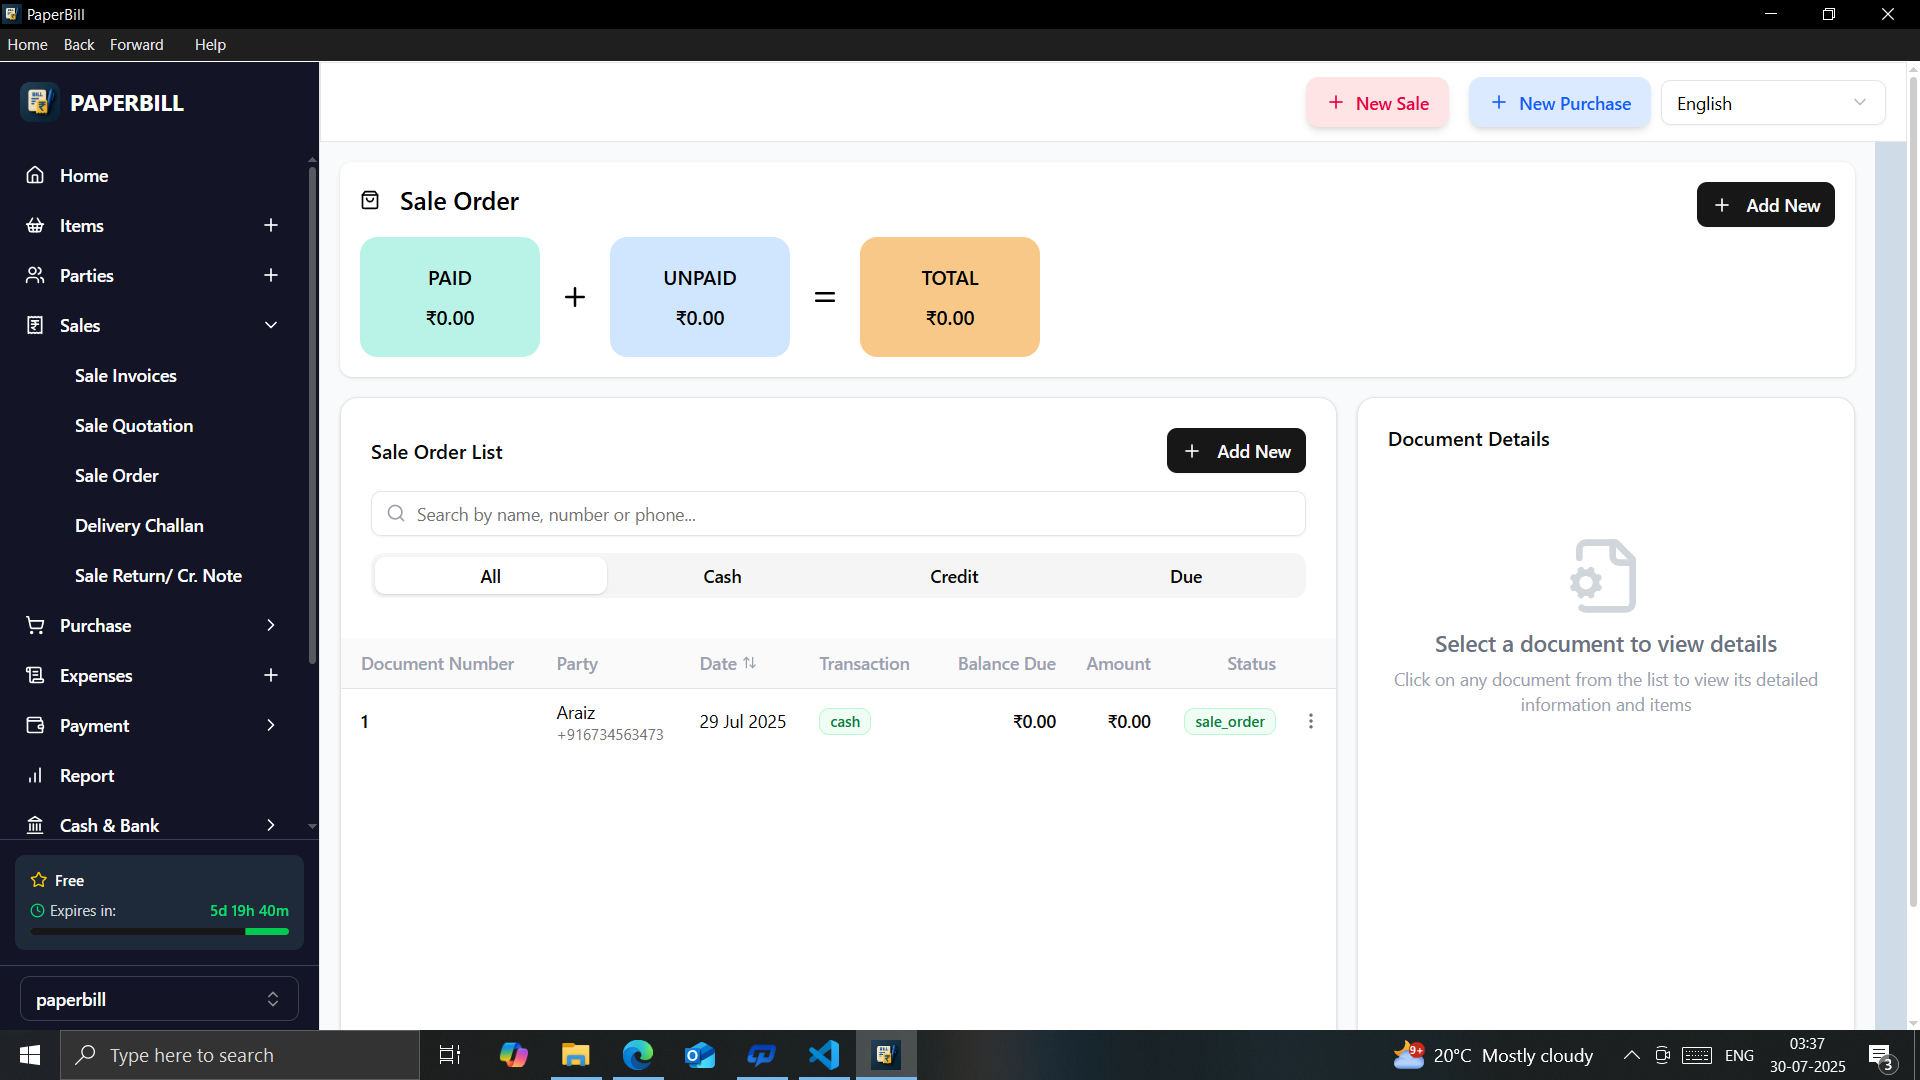 PaperBill
Home Back Forward Help
PAPERBILL
Home
Items
Parties
Sales
Sale Invoices
Sale Quotation
Sale Order
Delivery Challan
Sale Return/ Cr. Note
Purchase
Expenses
Payment
Report
Cash & Bank
Free
Expires in: 5d 19h 40m
paperbill
+ New Sale + New Purchase English
Sale Order
+ Add New
PAID
₹0.00
+
UNPAID
₹0.00
=
TOTAL
₹0.00
Sale Order List
+ Add New
Search by name, number or phone...
All Cash Credit Due
Document Number Party Date Transaction Balance Due Amount Status
1 Araiz 29 Jul 2025 cash ₹0.00 ₹0.00 sale_order
+916734563473
Document Details
Select a document to view details
Click on any document from the list to view its detailed
information and items
Type here to search
9+
20°C Mostly cloudy
ENG
03:37
30-07-2025
3